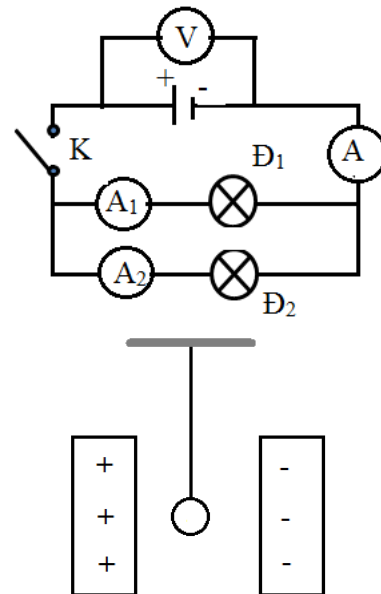 V
+ -
K
Đ1
A
A1
A2
Đ2
+ -
+ -
+ -